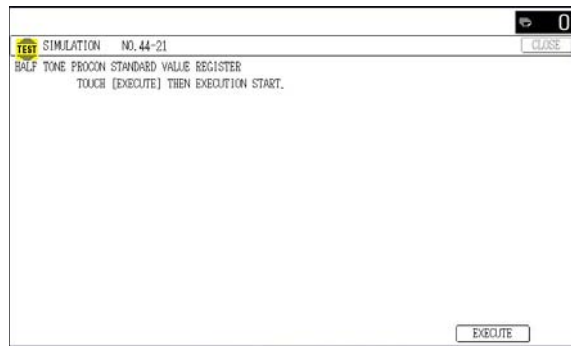 0
TEST SIMULATION NO. 44-21 CLOSE
HALF TONE PROCON STANDARD VALUE REGISTER
TOUCH [EXECUTE] THEN EXECUTION START.
EXECUTE